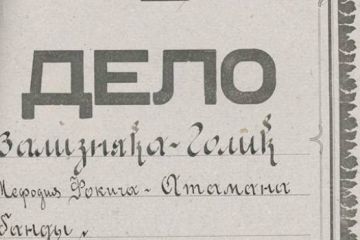 ДЕЛО
Зализняка-Голик
Мефодия Фокича-Атамана
банды.